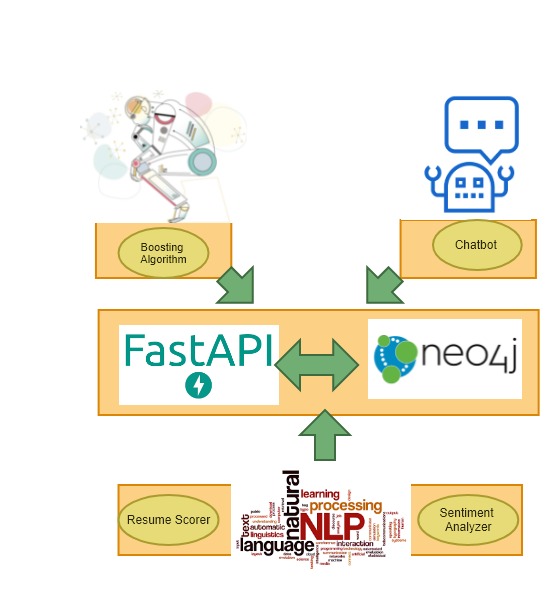 Boosting
Algorithm
Chatbot
FastAPI
neo4j
Resume Scorer
natural
learning
processing
text
automatic
linguistics
NLP
language
interaction
Sentiment
Analyzer